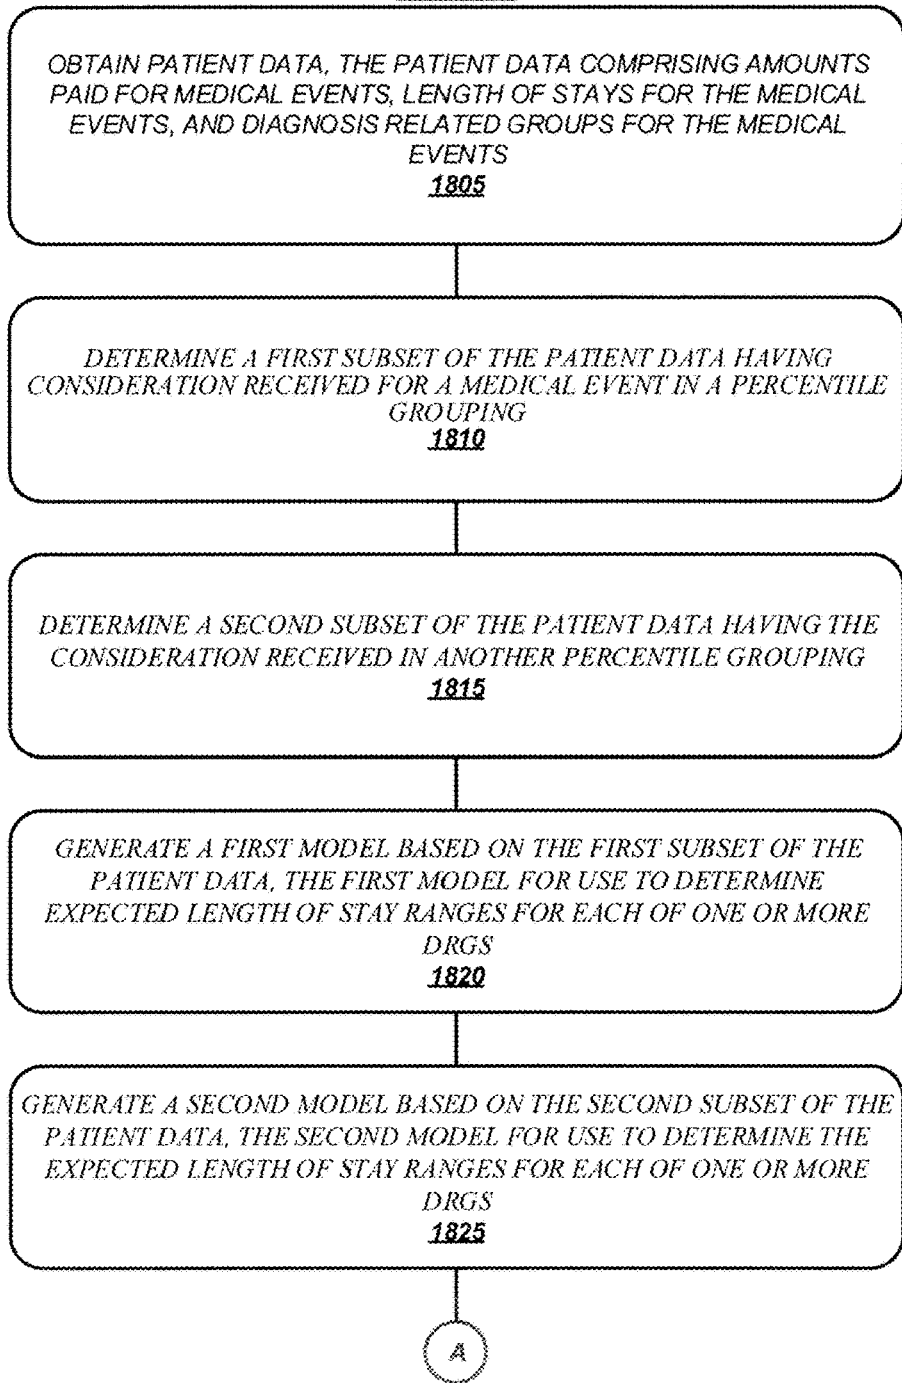 OBTAIN PATIENT DATA, THE PATIENT DATA COMPRISING AMOUNTS
PAID FOR MEDICAL EVENTS, LENGTH OF STAYS FOR THE MEDICAL
EVENTS, AND DIAGNOSIS RELATED GROUPS FOR THE MEDICAL
EVENTS
1805
DETERMINE A FIRST SUBSET OF THE PATIENT DATA HAVING
CONSIDERATION RECEIVED FOR A MEDICAL EVENT IN A PERCENTILE
GROUPING
1810
DETERMINE A SECOND SUBSET OF THE PATIENT DATA HAVING THE
CONSIDERATION RECEIVED IN ANOTHER PERCENTILE GROUPING
1815
GENERATE A FIRST MODEL BASED ON THE FIRST SUBSET OF THE
PATIENT DATA, THE FIRST MODEL FOR USE TO DETERMINE
EXPECTED LENGTH OF STAY RANGES FOR EACH OF ONE OR MORE
DRGS
1820
GENERATE A SECOND MODEL BASED ON THE SECOND SUBSET OF THE
PATIENT DATA, THE SECOND MODEL FOR USE TO DETERMINE THE
EXPECTED LENGTH OF STAY RANGES FOR EACH OF ONE OR MORE
DRGS
1825
A